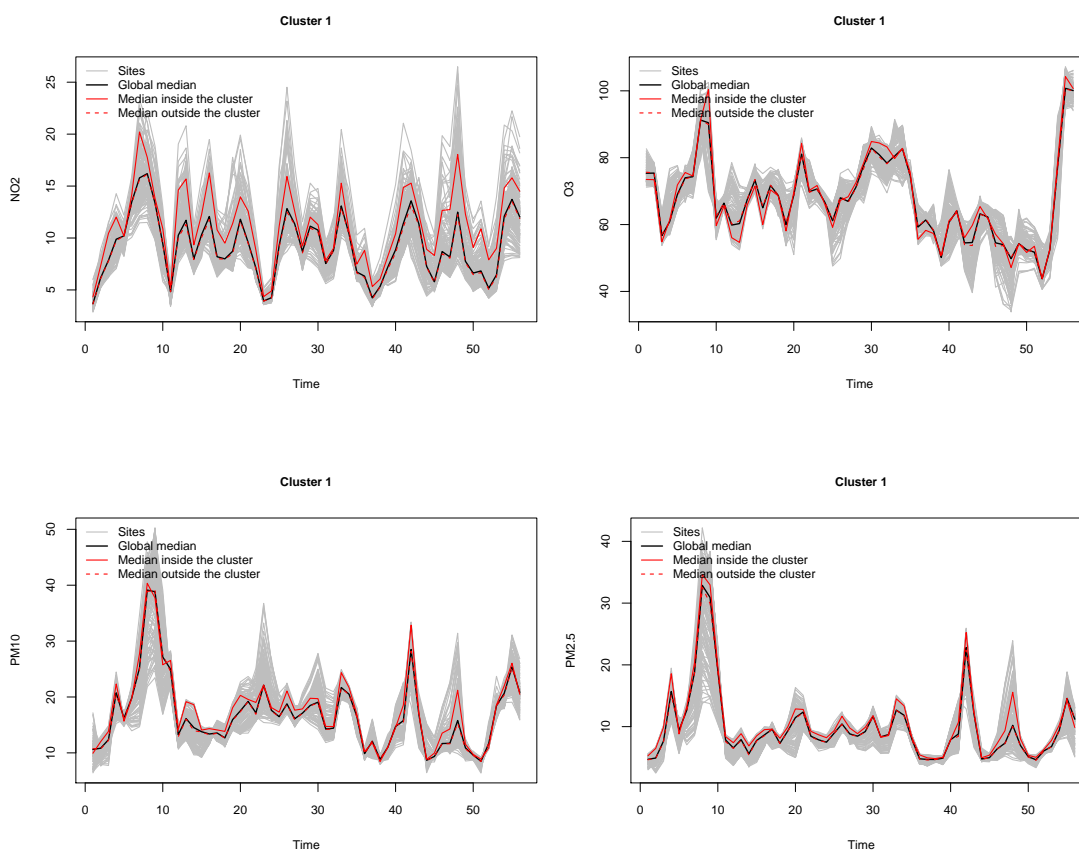 Cluster 1
Sites
Global median
Median inside the cluster
Median outside the cluster
NO2
25
20
15
10
5
0 10 20 30 40 50
Time
Cluster 1
Sites
Global median
Median inside the cluster
Median outside the cluster
O3
100
80
60
40
0 10 20 30 40 50
Time
Cluster 1
Sites
Global median
Median inside the cluster
Median outside the cluster
PM10
50
40
30
20
10
0 10 20 30 40 50
Time
Cluster 1
Sites
Global median
Median inside the cluster
Median outside the cluster
PM2.5
40
30
20
10
0 10 20 30 40 50
Time